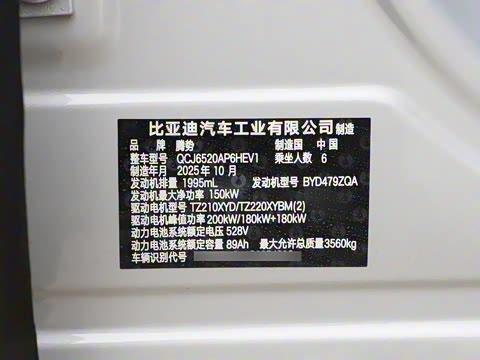 比亚迪汽车工业有限公司制造
品牌 腾势 制造国 中国
整车型号 QCJ6520AP6HEV1 乘坐人数 6
制造年月 2025年10月
发动机排量 1995mL 发动机型号 BYD479ZQA
发动机最大净功率 150kW
驱动电机型号 TZ210XYD/TZ220XYBM(2)
驱动电机峰值功率 200kW/180kW+180kW
动力电池系统额定电压 528V
动力电池系统额定容量 89Ah 最大允许总质量3560kg
车辆识别代号